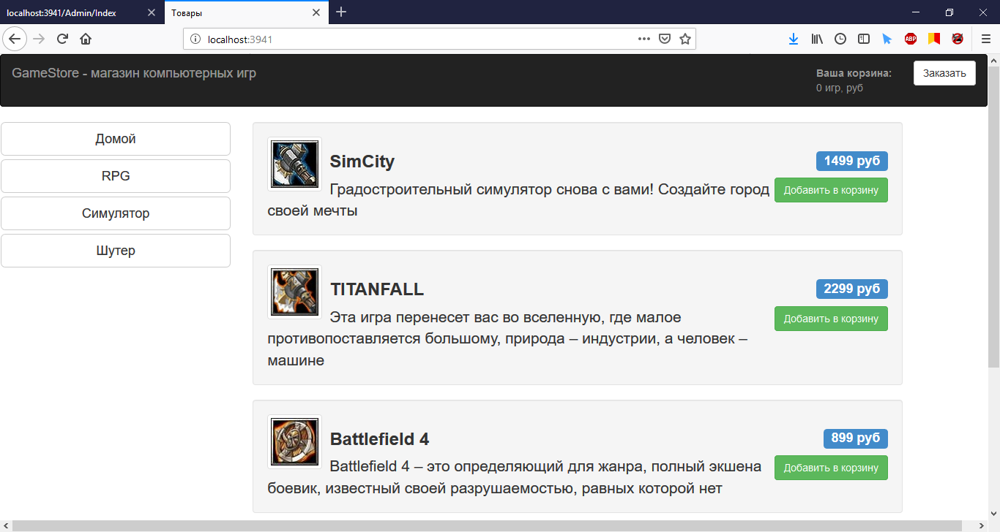 localhost:3941/Admin/Index
Товары
localhost:3941
ABP
GameStore - магазин компьютерных игр
Ваша корзина:
0 игр, руб
Заказать
Домой
RPG
Симулятор
Шутер
SimCity
1499 руб
Градостроительный симулятор снова с вами! Создайте город
своей мечты
Добавить в корзину
TITANFALL
2299 руб
Эта игра перенесет вас во вселенную, где малое
противопоставляется большому, природа – индустрии, а человек –
машине
Добавить в корзину
Battlefield 4
899 руб
Battlefield 4 – это определяющий для жанра, полный экшена
боевик, известный своей разрушаемостью, равных которой нет
Добавить в корзину